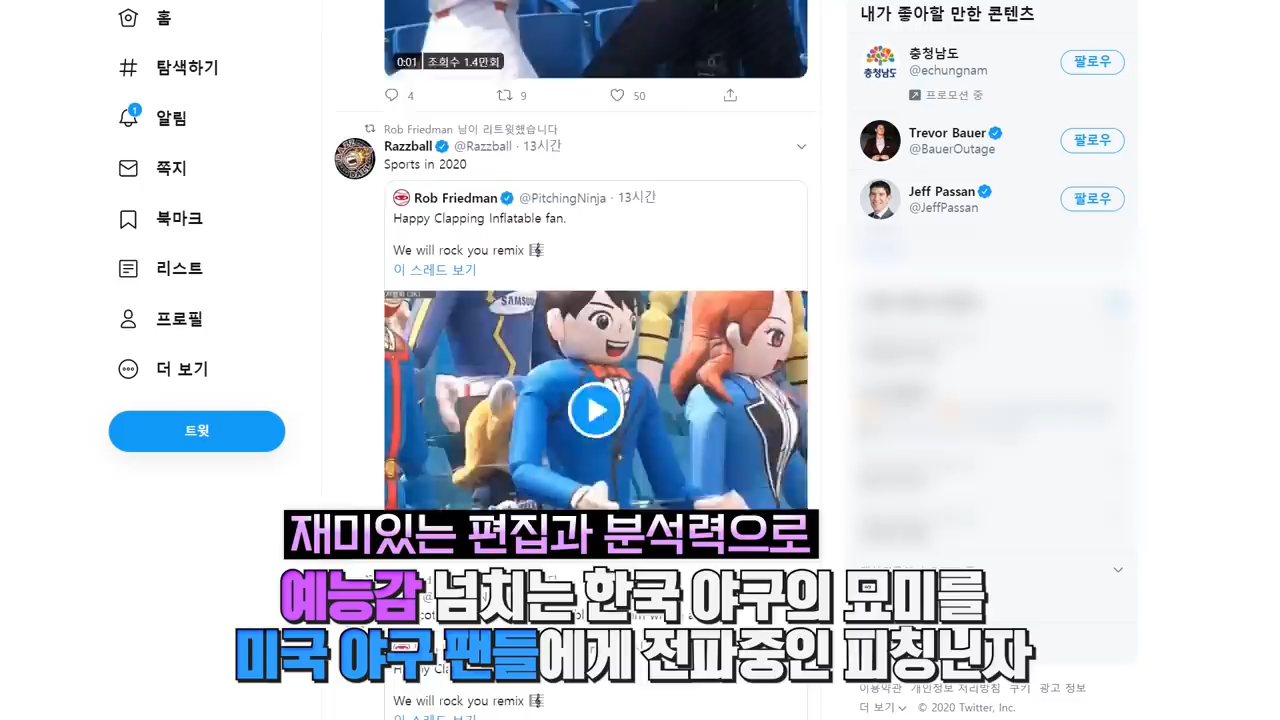 홈
탐색하기
1
알림
쪽지
북마크
리스트
프로필
더 보기
트윗
0:01 조회수 1.4만회
4 9 50
Rob Friedman 님이 리트윗했습니다
Razzball @Razzball · 13시간
Sports in 2020
Rob Friedman @PitchingNinja · 13시간
Happy Clapping Inflatable fan.
We will rock you remix
이 스레드 보기
SAMSUNG
내가 좋아할 만한 콘텐츠
충청남도
충청남도
@echungnam
팔로우
프로모션 중
Trevor Bauer
@BauerOutage
팔로우
Jeff Passan
@JeffPassan
팔로우
재미있는 편집과 분석력으로
예능감 넘치는 한국 야구의 묘미를
미국 야구 팬들에게 전파중인 피칭닌자
We will rock you remix
이 스레드 보기
이용약관 개인정보 처리방침 쿠키 광고 정보
더 보기 © 2020 Twitter, Inc.